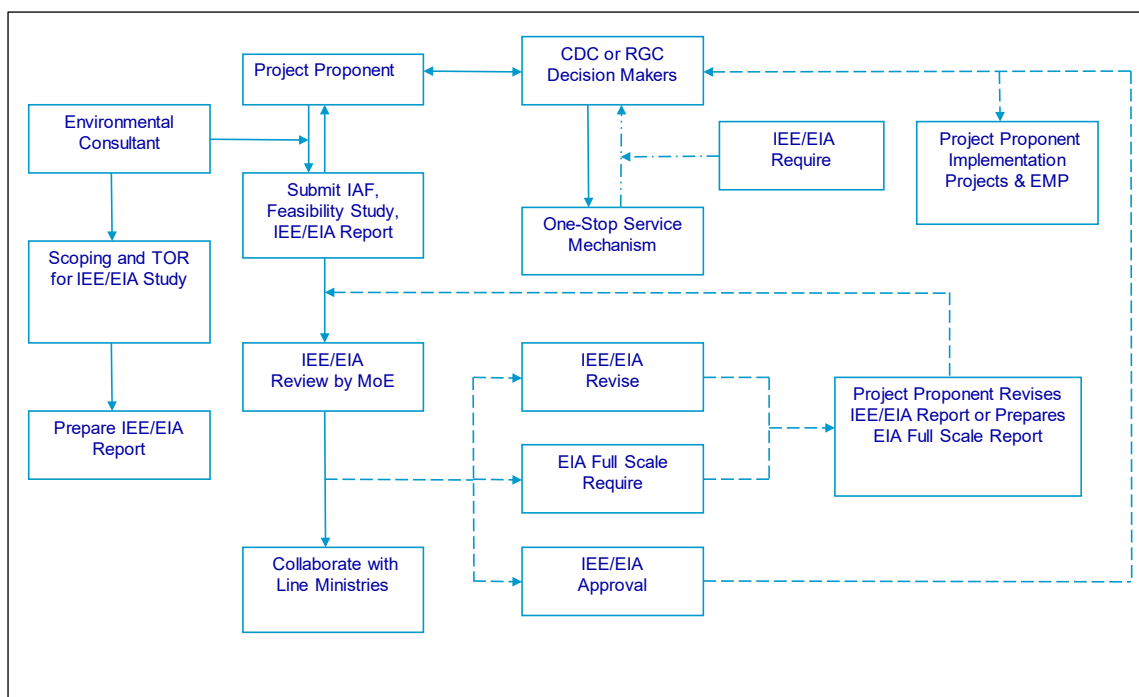 CDC or RGC
Decision Makers
Project Proponent
Environmental
Consultant
IEE/EIA
Require
Project Proponent
Implementation
Projects & EMP
Submit IAF,
Feasibility Study,
IEE/EIA Report
One-Stop Service
Mechanism
Scoping and TOR
for IEE/EIA Study
IEE/EIA
Review by MoE
IEE/EIA
Revise
Project Proponent Revises
IEE/EIA Report or Prepares
EIA Full Scale Report
Prepare IEE/EIA
Report
EIA Full Scale
Require
Collaborate with
Line Ministries
IEE/EIA
Approval